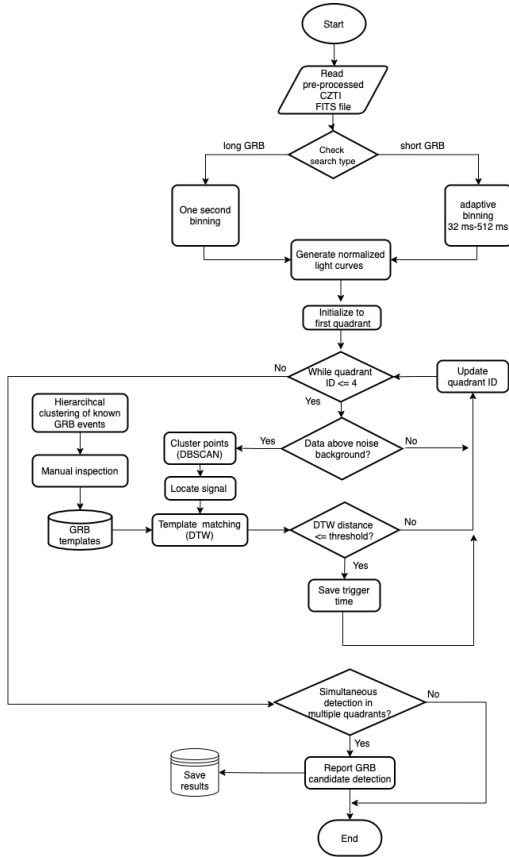 Start
Read
pre-processed
CZTI
FITS file
Check
search type
long GRB
short GRB
One second
binning
adaptive
binning
32 ms-512 ms
Generate normalized
light curves
Initialize to
first quadrant
While quadrant
ID <= 4
No
Yes
Update
quadrant ID
Hierarihcal
clustering of known
GRB events
Manual inspection
GRB
templates
Data above noise
background?
Yes
No
Cluster points
(DBSCAN)
Locate signal
Template matching
(DTW)
DTW distance
<= threshold?
No
Yes
Save trigger
time
Simultaneous
detection in
multiple quadrants?
No
Yes
Report GRB
candidate detection
Save
results
End